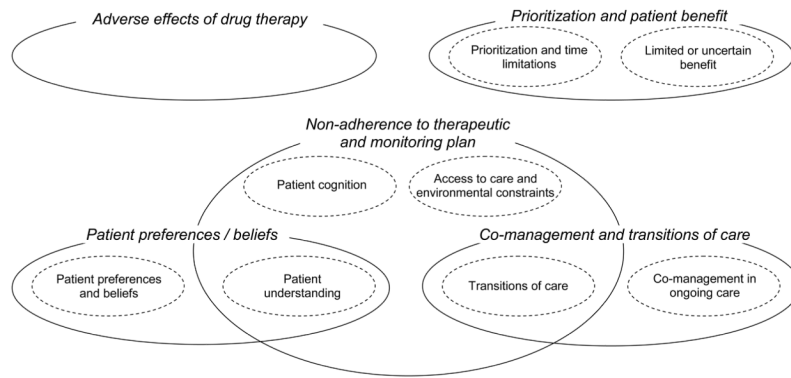 Adverse effects of drug therapy
Prioritization and patient benefit
Prioritization and time
limitations
Limited or uncertain
benefit
Non-adherence to therapeutic
and monitoring plan
Patient cognition
Access to care and
environmental constraints
Patient preferences / beliefs
Co-management and transitions of care
Patient preferences
and beliefs
Patient
understanding
Transitions of care
Co-management in
ongoing care